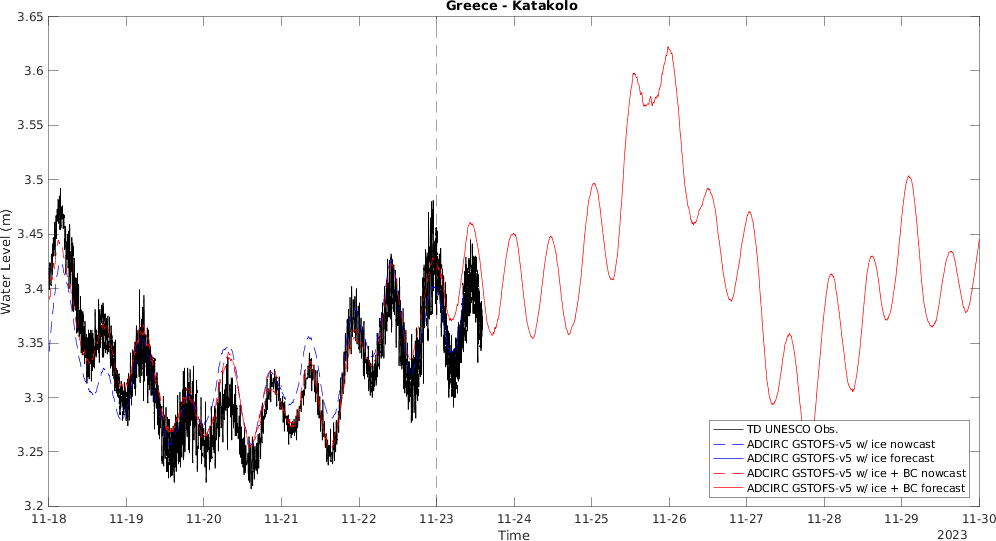 Greece - Katakolo
3.65
3.6
3.55
3.5
3.45
3.4
3.35
3.3
3.25
3.2
Water Level (m)
TD UNESCO Obs.
ADCIRC GSTOFS-v5 w/ ice nowcast
ADCIRC GSTOFS-v5 w/ ice forecast
ADCIRC GSTOFS-v5 w/ ice + BC nowcast
ADCIRC GSTOFS-v5 w/ ice + BC forecast
11-18 11-19 11-20 11-21 11-22 11-23 11-24 11-25 11-26 11-27 11-28 11-29 11-30
Time
2023